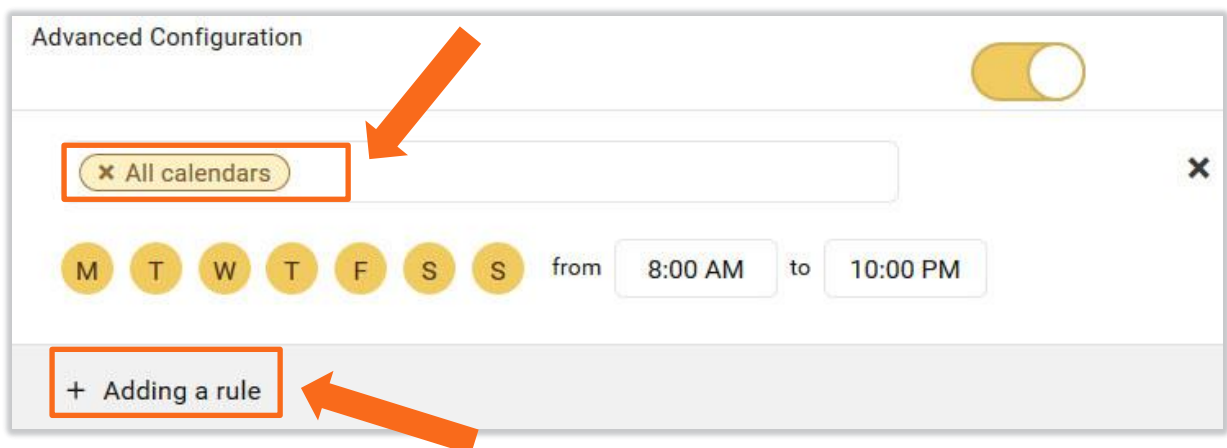 Advanced Configuration
× All calendars
×
M T W T F S S from 8:00 AM to 10:00 PM
+ Adding a rule